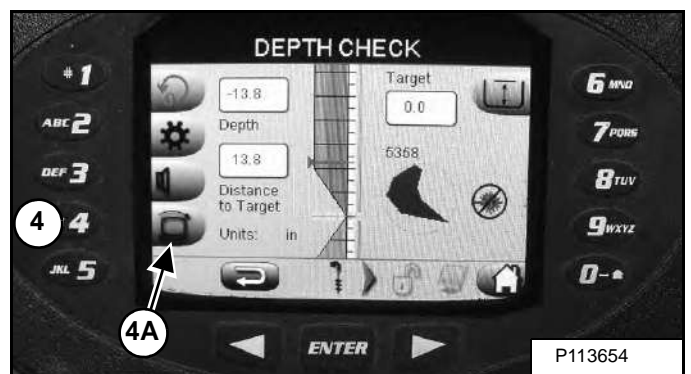 DEPTH CHECK
# 1
ABC 2
DEF 3
4 4
JKL 5
-13.8
Depth
13.8
Distance
to Target
Units: in
Target
0.0
5358
6 MNO
7 PQRS
8 TUV
9 WXYZ
0-
4A
ENTER
P113654